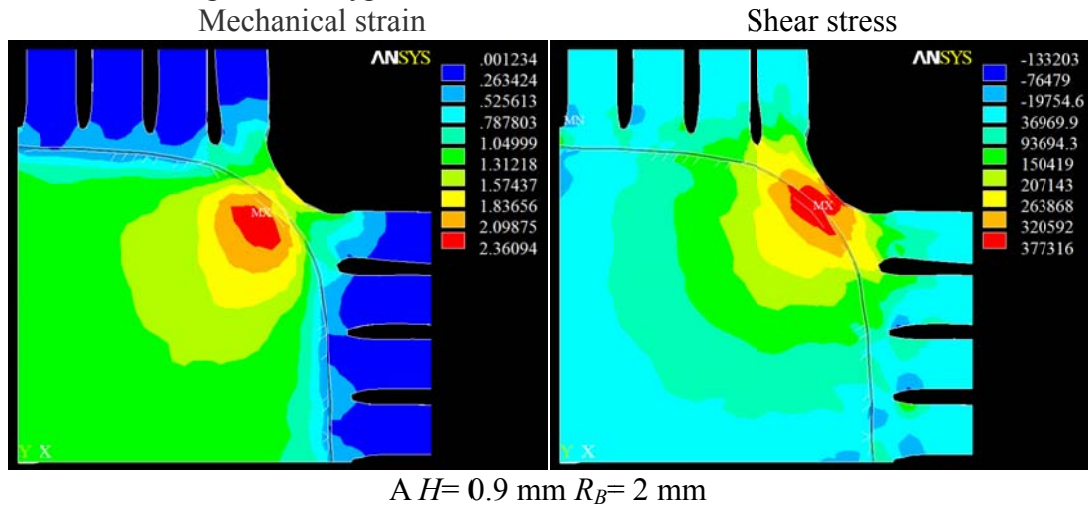 Mechanical strain
Shear stress
ANSYS
.001234
.263424
.525613
.787803
1.04999
1.31218
1.57437
1.83656
2.09875
2.36094
MX
Y X
ANSYS
-133203
-76479
-19754.6
36969.9
93694.3
150419
207143
263868
320592
377316
MN
MX
Y X
A H= 0.9 mm R_B= 2 mm